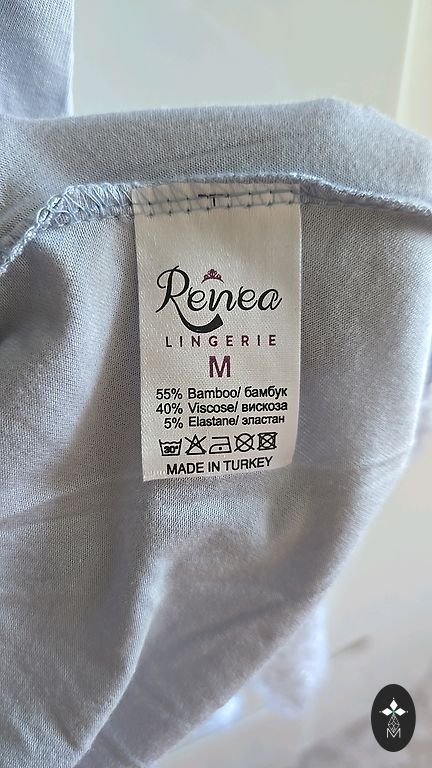 Renea
LINGERIE
M
55% Bamboo/ бамбук
40% Viscose/ вискоза
5% Elastane/ эластан
30°
MADE IN TURKEY
M